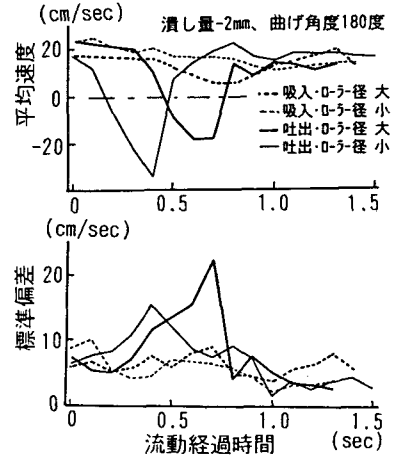 (cm/sec)
潰し量-2mm、曲げ角度180度
20
0
-20
平均速度
吸入・ローラー径 大
吸入・ローラー径 小
吐出・ローラー径 大
吐出・ローラー径 小
0 0.5 1.0 1.5
(cm/sec)
20
10
0
標準偏差
0 0.5 1.0 1.5
流動経過時間 (sec)